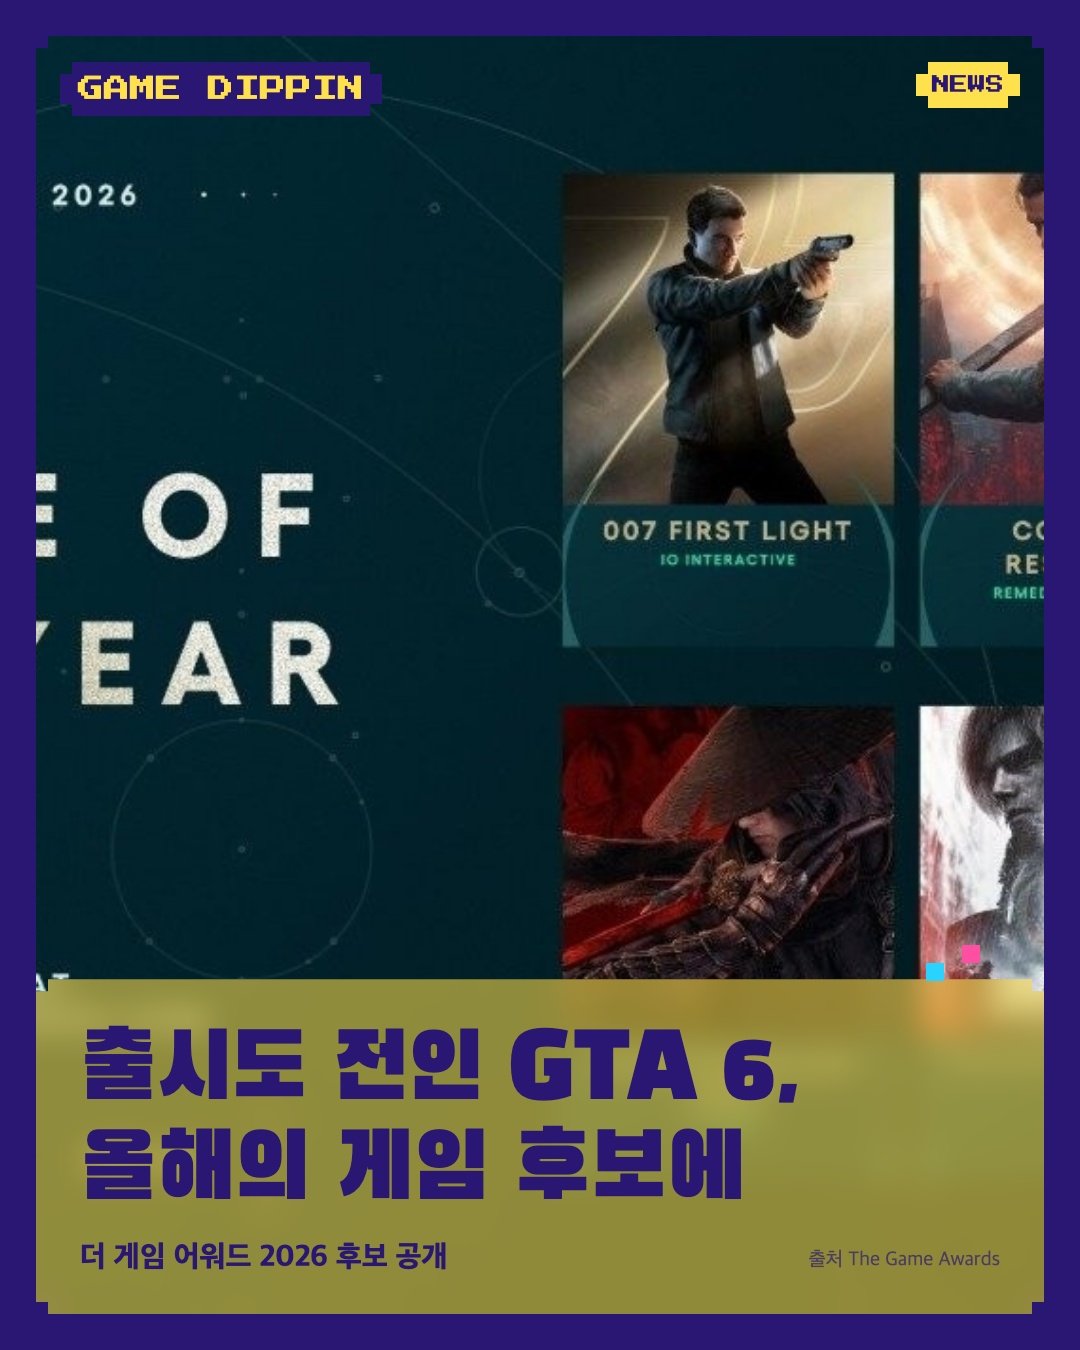 GAME DIPPIN
NEWS
2026
E OF
YEAR
007 FIRST LIGHT
IO INTERACTIVE
CO
RES
REMED
출시도 전인 GTA 6,
올해의 게임 후보에
더 게임 어워드 2026 후보 공개
출처 The Game Awards